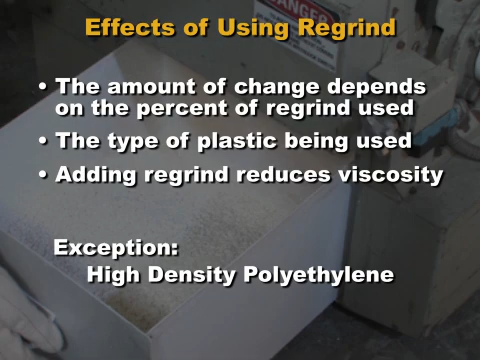 Effects of Using Regrind
DANGER
• The amount of change depends
on the percent of regrind used
• The type of plastic being used
• Adding regrind reduces viscosity
Exception:
High Density Polyethylene